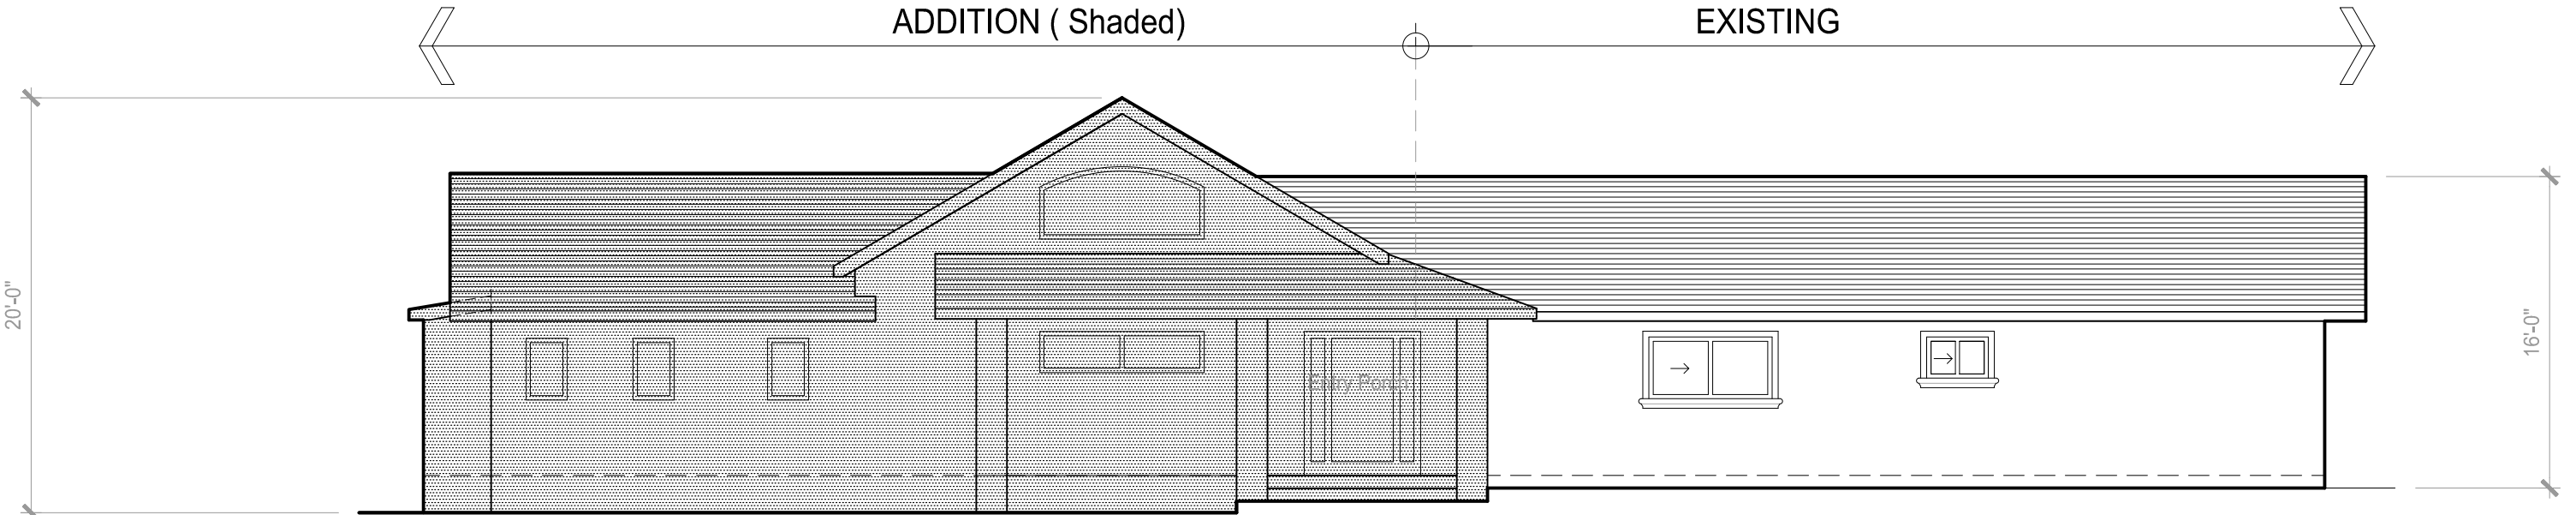 ADDITION ( Shaded)
EXISTING
20'-0"
16'-0"
Entry Porch